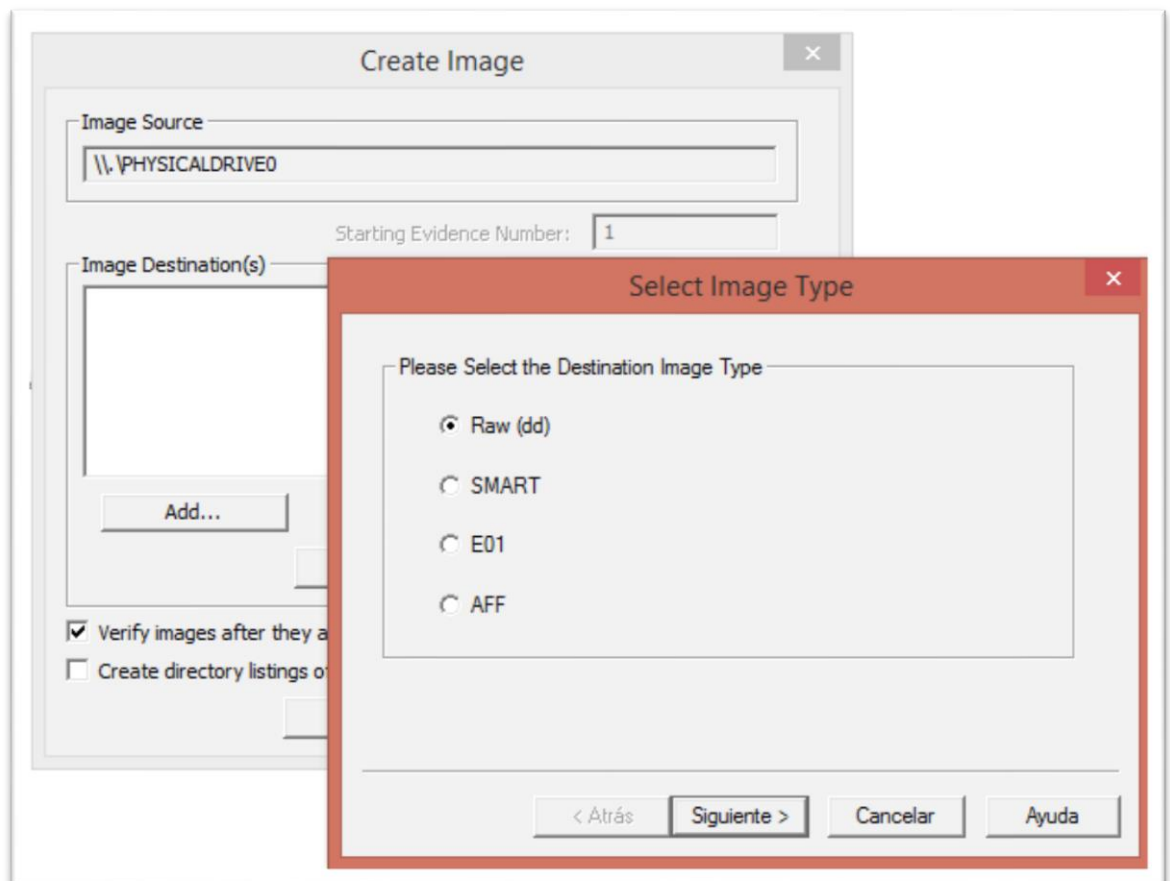 Create Image
Image Source
\\.\PHYSICALDRIVE0
Starting Evidence Number: 1
Image Destination(s)
Add...
Verify images after they a
Create directory listings of
Select Image Type
Please Select the Destination Image Type
Raw (dd)
SMART
E01
AFF
< Atrás Siguiente > Cancelar Ayuda